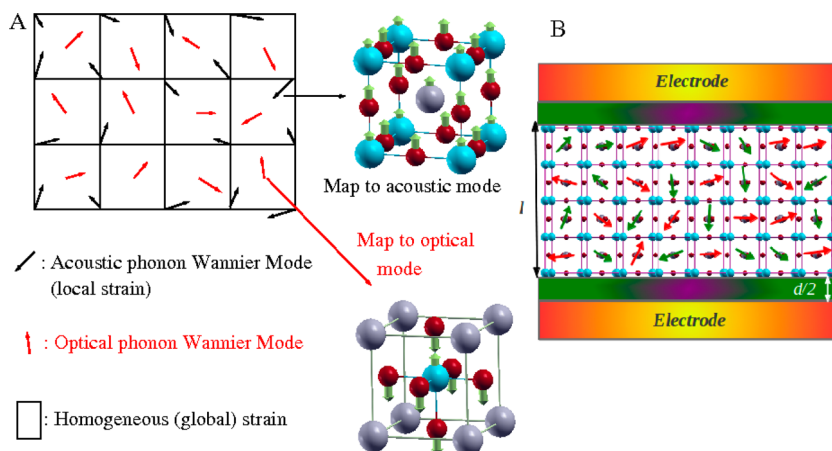 A
Map to acoustic mode
Map to optical
mode
: Acoustic phonon Wannier Mode
(local strain)
: Optical phonon Wannier Mode
: Homogeneous (global) strain
B
Electrode
l
d/2
Electrode